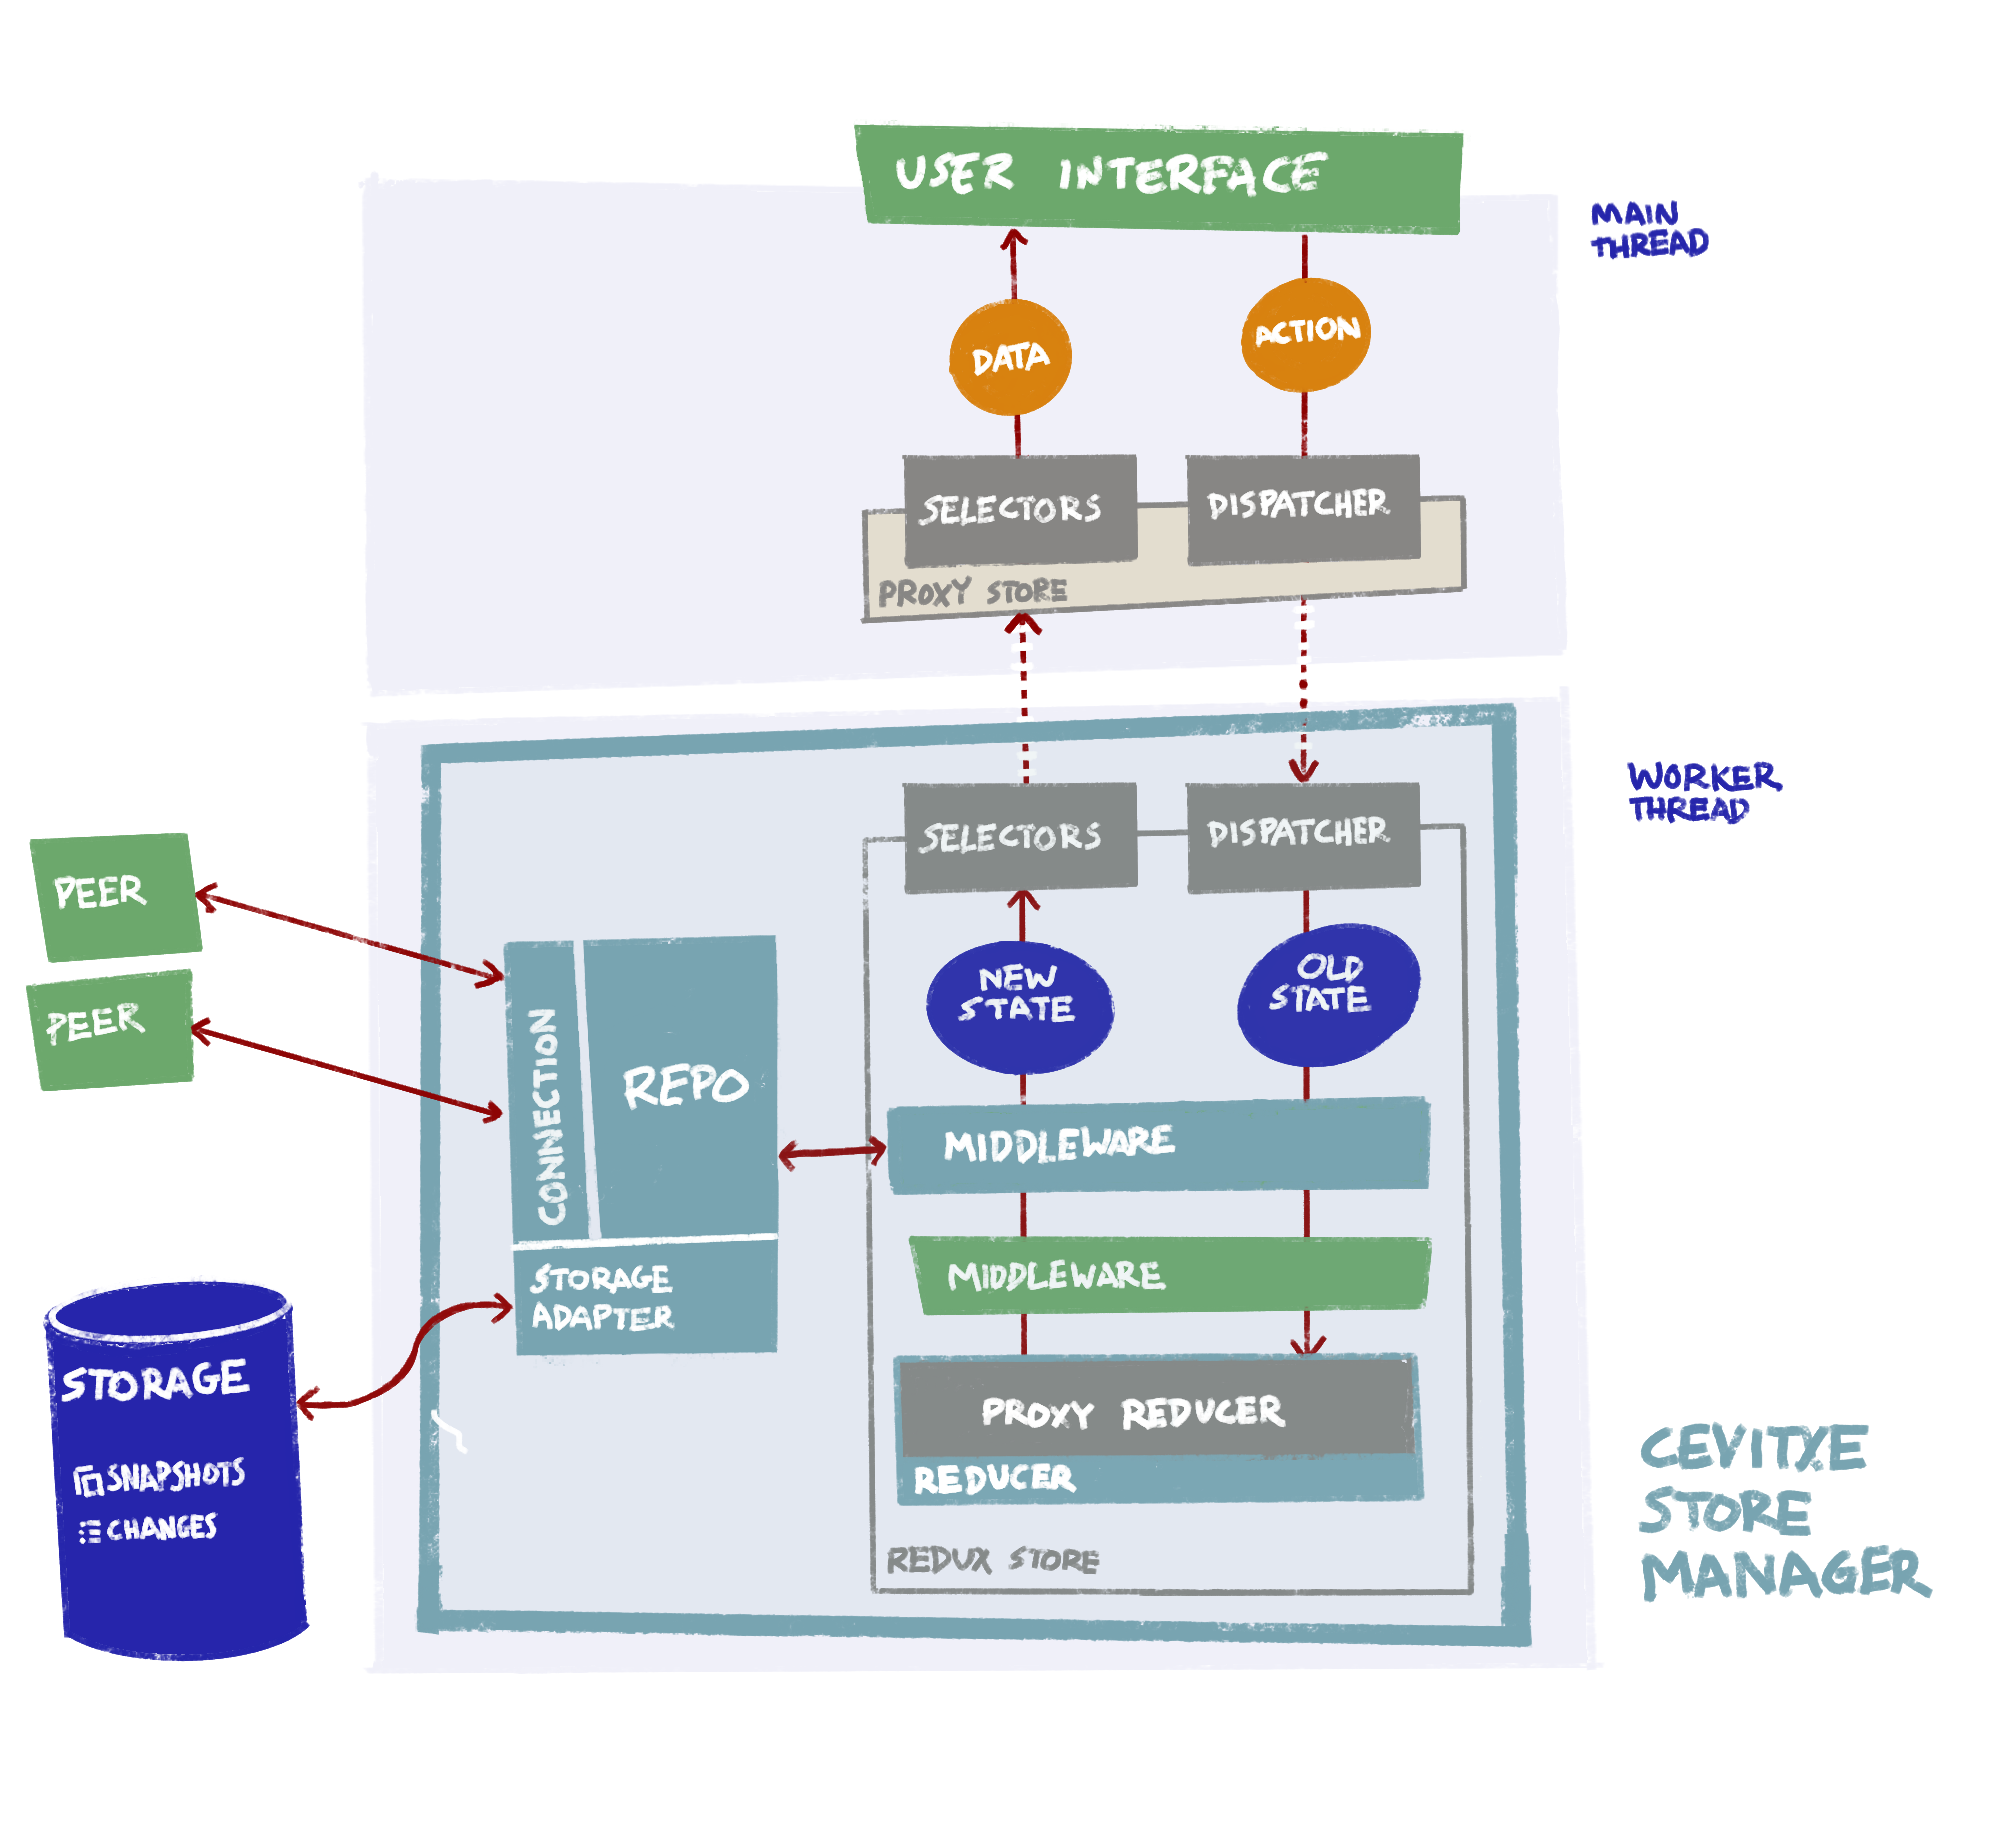 USER INTERFACE
MAIN
THREAD
DATA
ACTION
SELECTORS
DISPATCHER
PROXY STORE
WORKER
THREAD
SELECTORS
DISPATCHER
PEER
PEER
NEW
STATE
OLD
STATE
CONNECTION
REPO
MIDDLEWARE
STORAGE
ADAPTER
MIDDLEWARE
STORAGE
SNAPSHOTS
CHANGES
PROXY REDUCER
REDUCER
REDUX STORE
CEVITXE
STORE
MANAGER